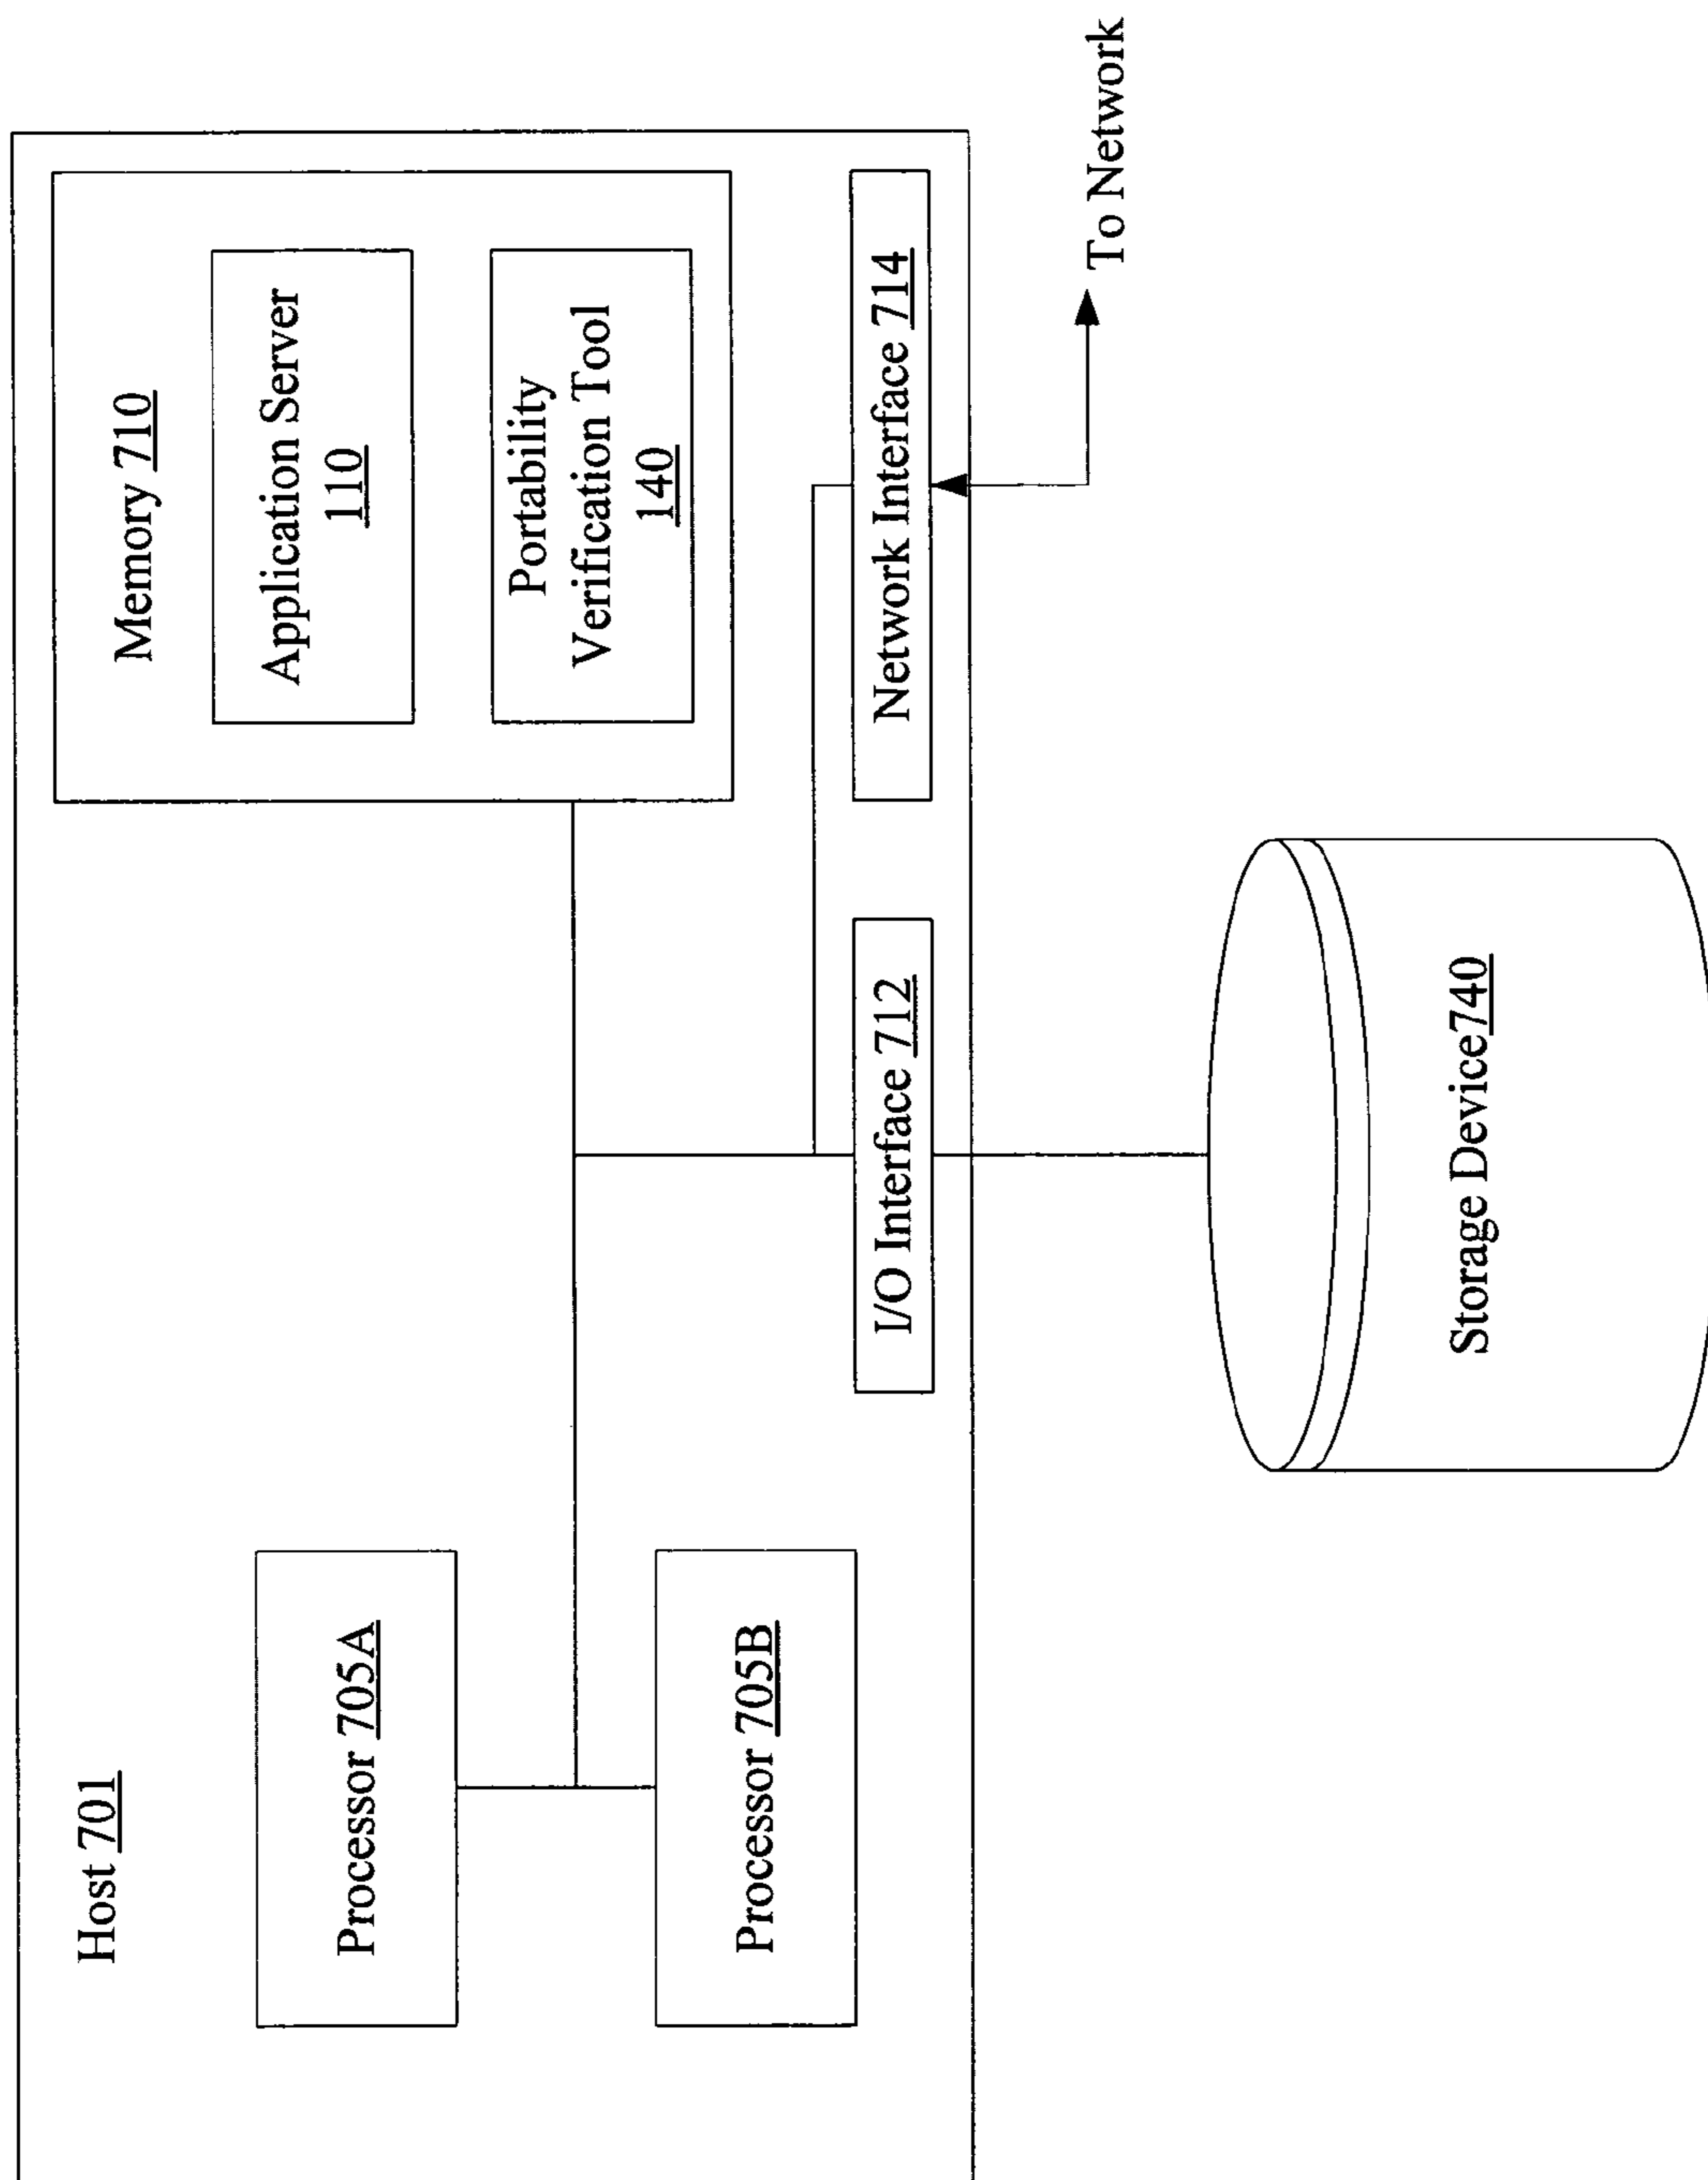 Host 701
Processor 705A
Processor 705B
Memory 710
Application Server
110
Portability
Verification Tool
140
I/O Interface 712
Network Interface 714
To Network
Storage Device740